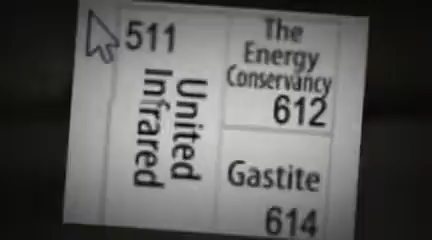 511
United
Infrared
The
Energy
Conservancy
612
Gastite
614